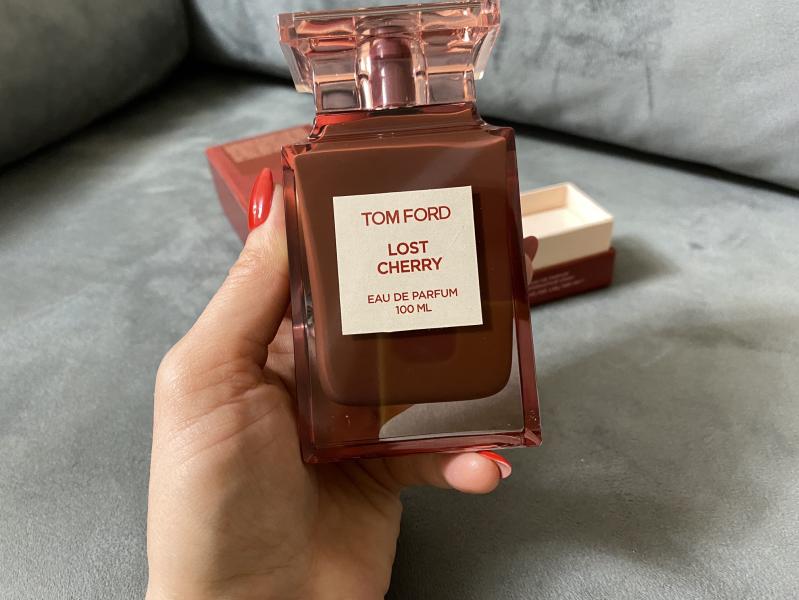 TOM FORD
LOST
CHERRY
EAU DE PARFUM
100 ML